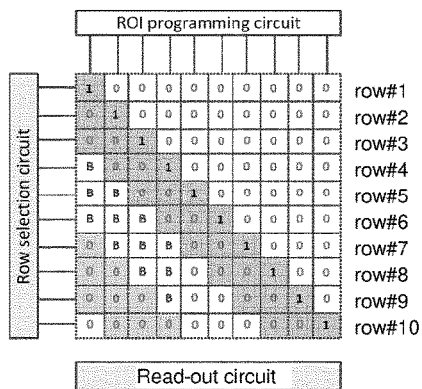 ROI programming circuit
Row selection circuit
1 0 0 0 0 0 0 0 0 0 row#1
0 1 0 0 0 0 0 0 0 0 row#2
0 0 1 0 0 0 0 0 0 0 row#3
B 0 0 1 0 0 0 0 0 0 row#4
B B 0 0 1 0 0 0 0 0 row#5
B B B 0 0 1 0 0 0 0 row#6
0 B B B 0 0 1 0 0 0 row#7
0 0 B B 0 0 0 1 0 0 row#8
0 0 0 B 0 0 0 0 1 0 row#9
0 0 0 0 0 0 0 0 0 1 row#10
Read-out circuit